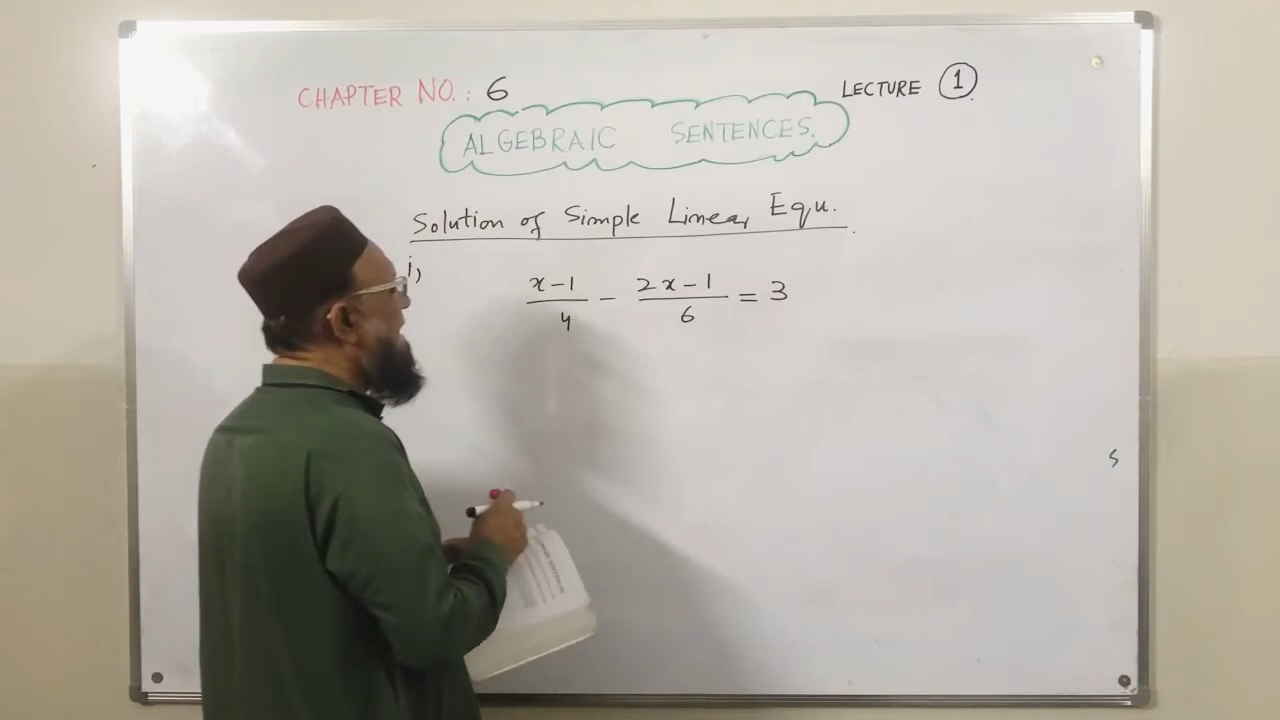 CHAPTER NO.: 6
LECTURE 1
ALGEBRAIC SENTENCES.
Solution of Simple Linear Equ.
i)
x-1/4 - 2x-1/6 = 3
S